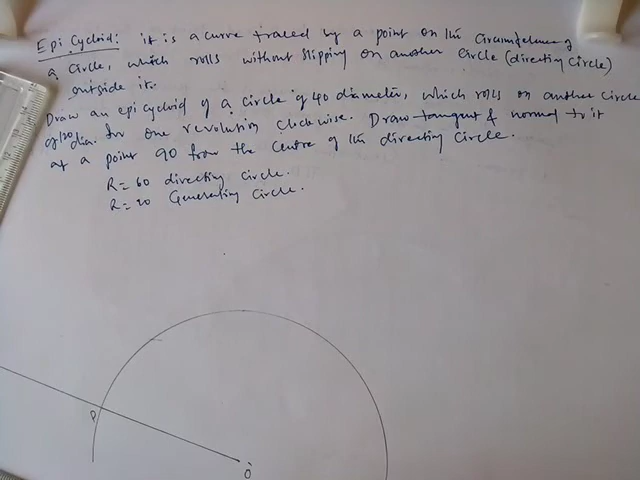 Epi Cycloid: it is a curve traced by a point on the Circumference of
a Circle, which rolls without slipping on another Circle (directing Circle)
outside it.
Draw an epi cycloid of a circle of 40 diameter, which rolls on another circle
of 120 dia. for one revolution clockwise. Draw tangent & normal to it
at a point 90 from the centre of the directing Circle.
R = 60 directing circle.
R = 20 Generating Circle.
P
O